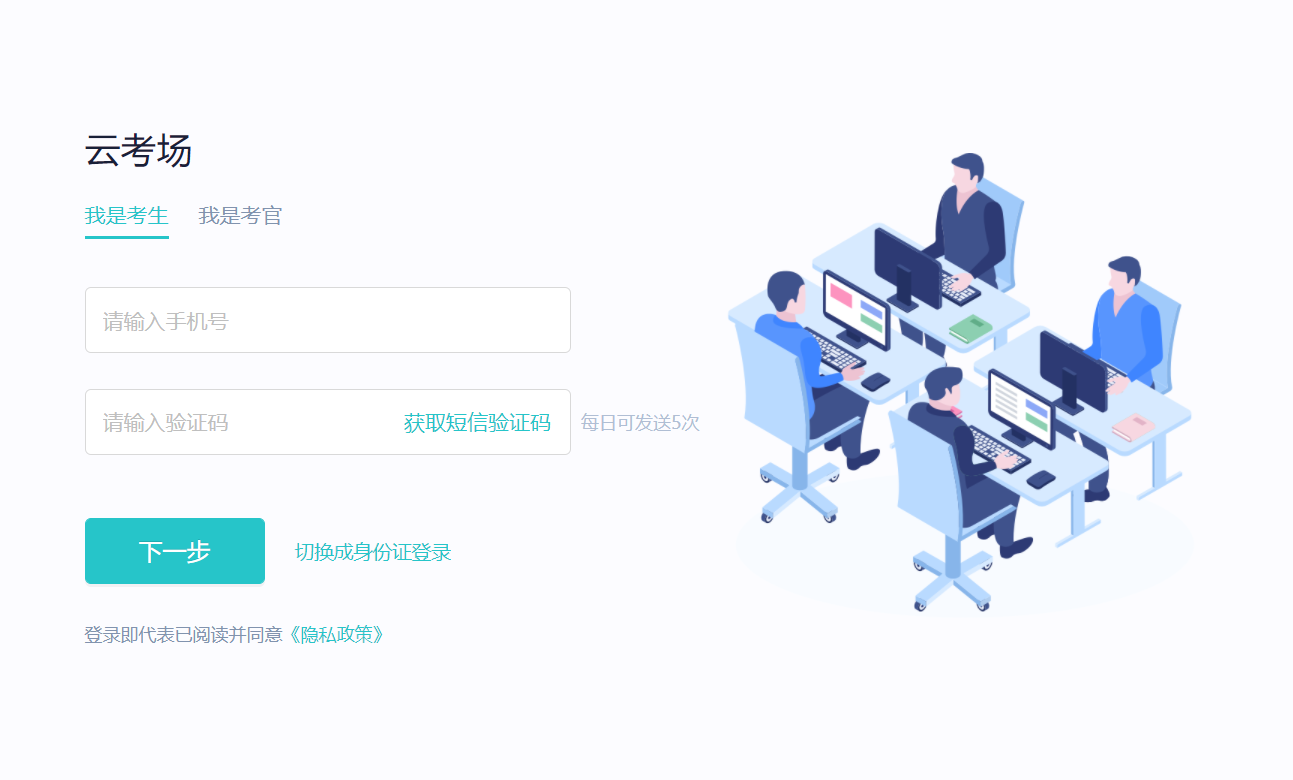 云考场
我是考生 我是考官
请输入手机号
请输入验证码 获取短信验证码 每日可发送5次
下一步 切换成身份证登录
登录即代表已阅读并同意《隐私政策》